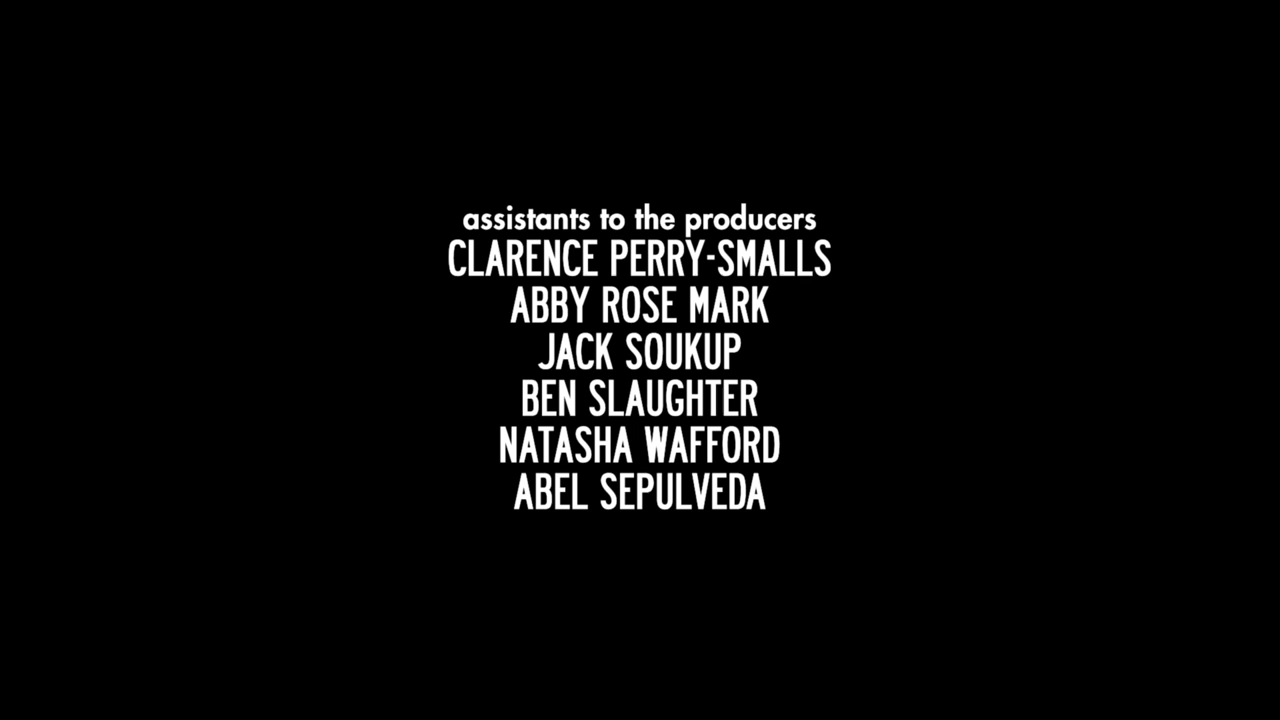 assistants to the producers
CLARENCE PERRY-SMALLS
ABBY ROSE MARK
JACK SOUKUP
BEN SLAUGHTER
NATASHA WAFFORD
ABEL SEPULVEDA